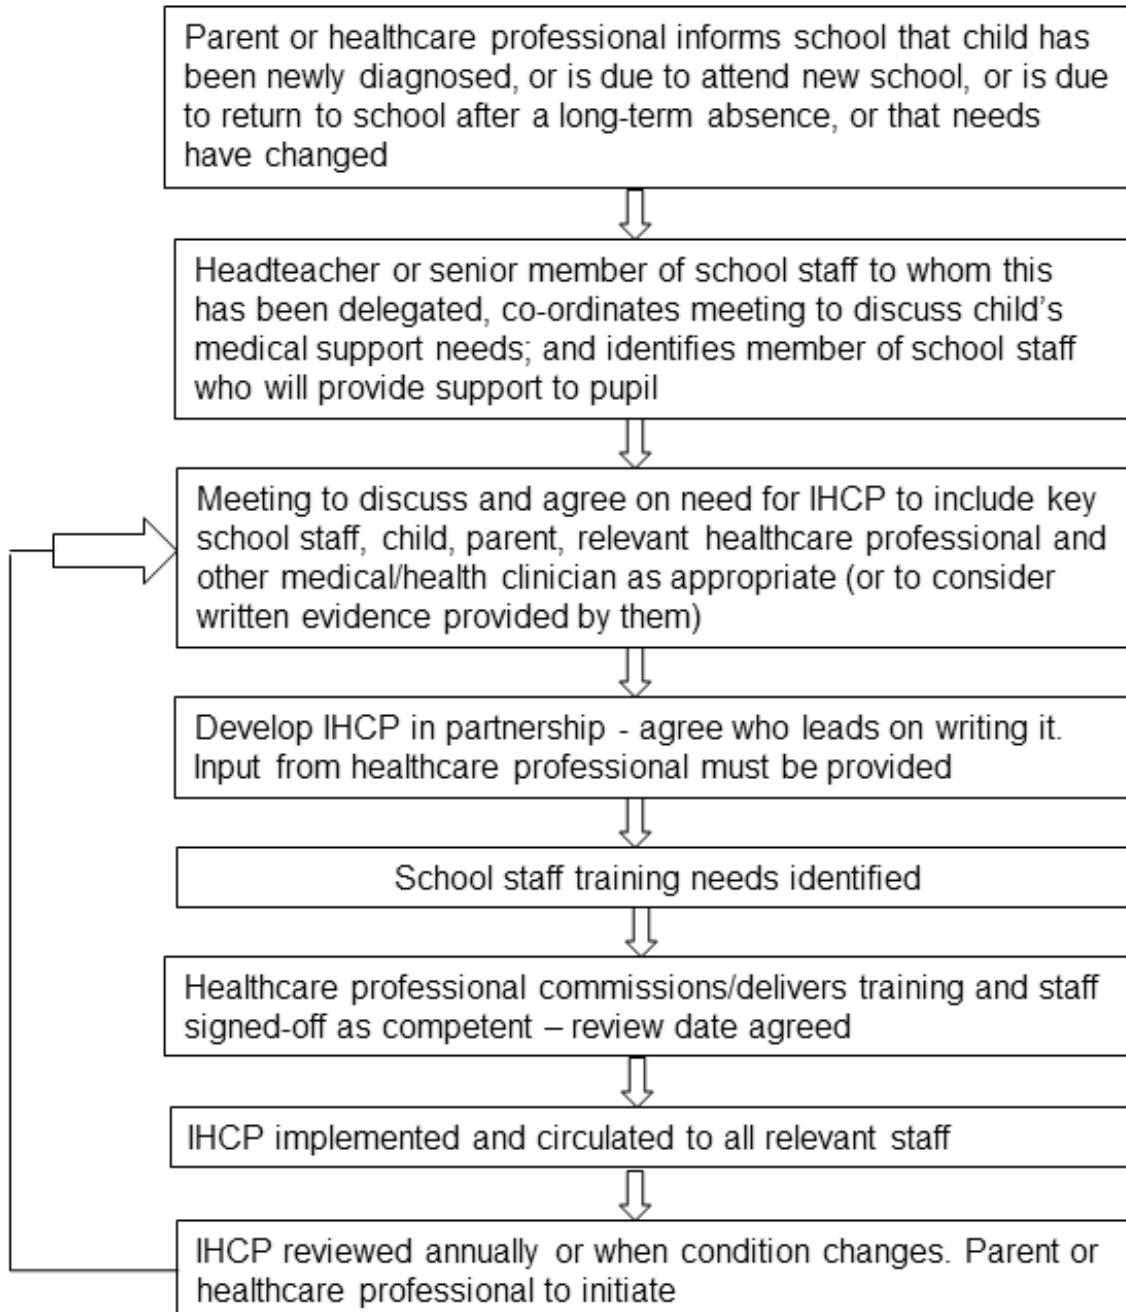 Parent or healthcare professional informs school that child has
been newly diagnosed, or is due to attend new school, or is due
to return to school after a long-term absence, or that needs
have changed
Headteacher or senior member of school staff to whom this
has been delegated, co-ordinates meeting to discuss child's
medical support needs; and identifies member of school staff
who will provide support to pupil
Meeting to discuss and agree on need for IHCP to include key
school staff, child, parent, relevant healthcare professional and
other medical/health clinician as appropriate (or to consider
written evidence provided by them)
Develop IHCP in partnership - agree who leads on writing it.
Input from healthcare professional must be provided
School staff training needs identified
Healthcare professional commissions/delivers training and staff
signed-off as competent – review date agreed
IHCP implemented and circulated to all relevant staff
IHCP reviewed annually or when condition changes. Parent or
healthcare professional to initiate